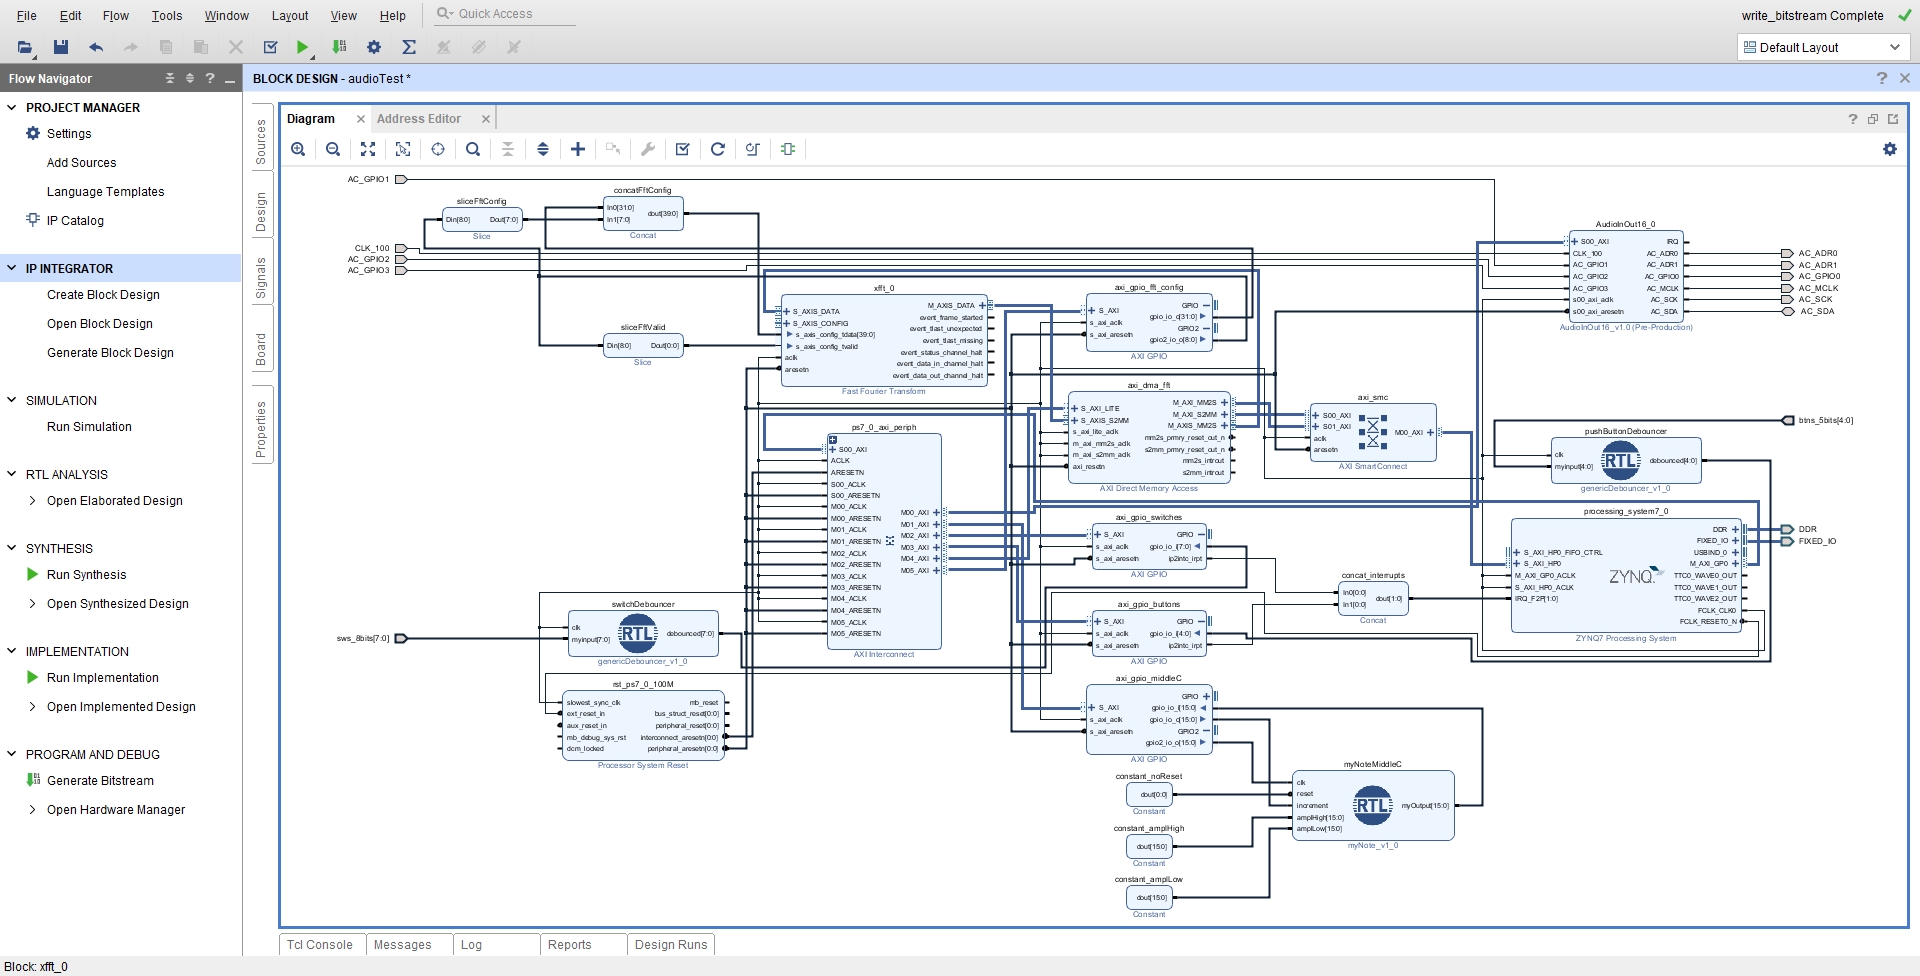 File Edit Flow Tools Window Layout View Help Quick Access
write_bitstream Complete
Default Layout
Flow Navigator
BLOCK DESIGN - audioTest *
PROJECT MANAGER
Settings
Add Sources
Language Templates
IP Catalog
IP INTEGRATOR
Create Block Design
Open Block Design
Generate Block Design
SIMULATION
Run Simulation
RTL ANALYSIS
Open Elaborated Design
SYNTHESIS
Run Synthesis
Open Synthesized Design
IMPLEMENTATION
Run Implementation
Open Implemented Design
PROGRAM AND DEBUG
Generate Bitstream
Open Hardware Manager
Sources
Design
Signals
Board
Properties
Diagram
Address Editor
AC_GPIO1
CLK_100
AC_GPIO2
AC_GPIO3
sws_8bits[7:0]
sliceFftConfig
Din[8:0] Dout[7:0]
Slice
concatFftConfig
In0[31:0]
In1[7:0]
dout[39:0]
Concat
sliceFftValid
Din[8:0] Dout[0:0]
Slice
xfft_0
S_AXIS_DATA
S_AXIS_CONFIG
s_axis_config_tdata[39:0]
s_axis_config_tvalid
aclk
aresetn
M_AXIS_DATA
event_frame_started
event_tlast_unexpected
event_tlast_missing
event_status_channel_halt
event_data_in_channel_halt
event_data_out_channel_halt
Fast Fourier Transform
ps7_0_axi_periph
S00_AXI
ACLK
ARESETN
S00_ACLK
S00_ARESETN
M00_ACLK
M00_ARESETN
M01_ACLK
M01_ARESETN
M02_ACLK
M02_ARESETN
M03_ACLK
M03_ARESETN
M04_ACLK
M04_ARESETN
M05_ACLK
M05_ARESETN
M00_AXI
M01_AXI
M02_AXI
M03_AXI
M04_AXI
M05_AXI
AXI Interconnect
switchDebouncer
clk
myinput[7:0]
RTL
debounced[7:0]
genericDebouncer_v1_0
rst_ps7_0_100M
slowest_sync_clk
ext_reset_in
aux_reset_in
mb_debug_sys_rst
dcm_locked
mb_reset
bus_struct_reset[0:0]
peripheral_reset[0:0]
interconnect_aresetn[0:0]
peripheral_aresetn[0:0]
Processor System Reset
axi_gpio_fft_config
S_AXI
s_axi_aclk
s_axi_aresetn
GPIO
gpio_io_o[31:0]
GPIO2
gpio2_io_o[8:0]
AXI GPIO
axi_dma_fft
S_AXI_LITE
S_AXIS_S2MM
s_axi_lite_aclk
m_axi_mm2s_aclk
m_axi_s2mm_aclk
axi_resetn
M_AXI_MM2S
M_AXI_S2MM
M_AXIS_MM2S
mm2s_prmry_reset_out_n
s2mm_prmry_reset_out_n
mm2s_introut
s2mm_introut
AXI Direct Memory Access
axi_smc
S00_AXI
S01_AXI
aclk
aresetn
M00_AXI
AXI SmartConnect
axi_gpio_switches
S_AXI
s_axi_aclk
s_axi_aresetn
GPIO
gpio_io_i[7:0]
ip2intc_irpt
AXI GPIO
axi_gpio_buttons
S_AXI
s_axi_aclk
s_axi_aresetn
GPIO
gpio_io_i[4:0]
ip2intc_irpt
AXI GPIO
axi_gpio_middleC
S_AXI
s_axi_aclk
s_axi_aresetn
GPIO
gpio_io_i[15:0]
gpio_io_o[15:0]
GPIO2
gpio2_io_o[15:0]
AXI GPIO
constant_noReset
dout[0:0]
Constant
constant_amplHigh
dout[15:0]
Constant
constant_amplLow
dout[15:0]
Constant
myNoteMiddleC
clk
reset
increment
amplHigh[15:0]
amplLow[15:0]
RTL
myOutput[15:0]
myNote_v1_0
concat_interrupts
In0[0:0]
In1[0:0]
dout[1:0]
Concat
AudioInOut16_0
S00_AXI
CLK_100
AC_GPIO1
AC_GPIO2
AC_GPIO3
s00_axi_aclk
s00_axi_aresetn
IRQ
AC_ADR0
AC_ADR1
AC_GPIO0
AC_MCLK
AC_SCK
AC_SDA
AudioInOut16_v1.0 (Pre-Production)
AC_ADR0
AC_ADR1
AC_GPIO0
AC_MCLK
AC_SCK
AC_SDA
btns_5bits[4:0]
pushButtonDebouncer
clk
myinput[4:0]
RTL
debounced[4:0]
genericDebouncer_v1_0
processing_system7_0
S_AXI_HP0_FIFO_CTRL
S_AXI_HP0
M_AXI_GP0_ACLK
S_AXI_HP0_ACLK
IRQ_F2P[1:0]
ZYNQ
DDR
FIXED_IO
USBIND_0
M_AXI_GP0
TTC0_WAVE0_OUT
TTC0_WAVE1_OUT
TTC0_WAVE2_OUT
FCLK_CLK0
FCLK_RESET0_N
ZYNQ7 Processing System
DDR
FIXED_IO
Tcl Console Messages Log Reports Design Runs
Block: xfft_0